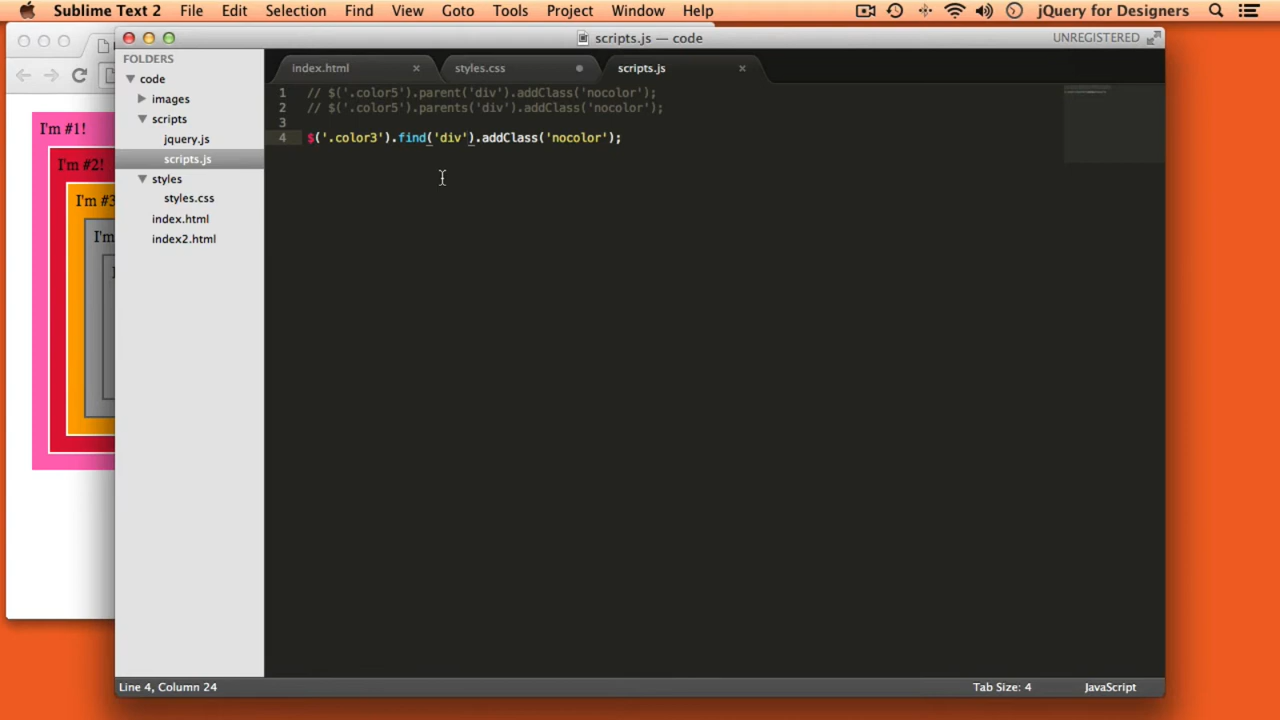 Sublime Text 2 File Edit Selection Find View Goto Tools Project Window Help jQuery for Designers
scripts.js — code UNREGISTERED
FOLDERS
code
images
scripts
jquery.js
scripts.js
styles
styles.css
index.html
index2.html
index.html × styles.css scripts.js ×
1 // $('.color5').parent('div').addClass('nocolor');
2 // $('.color5').parents('div').addClass('nocolor');
3
4 $('.color3').find('div').addClass('nocolor');
I'm #1!
I'm #2!
I'm #3
I'm
Line 4, Column 24 Tab Size: 4 JavaScript